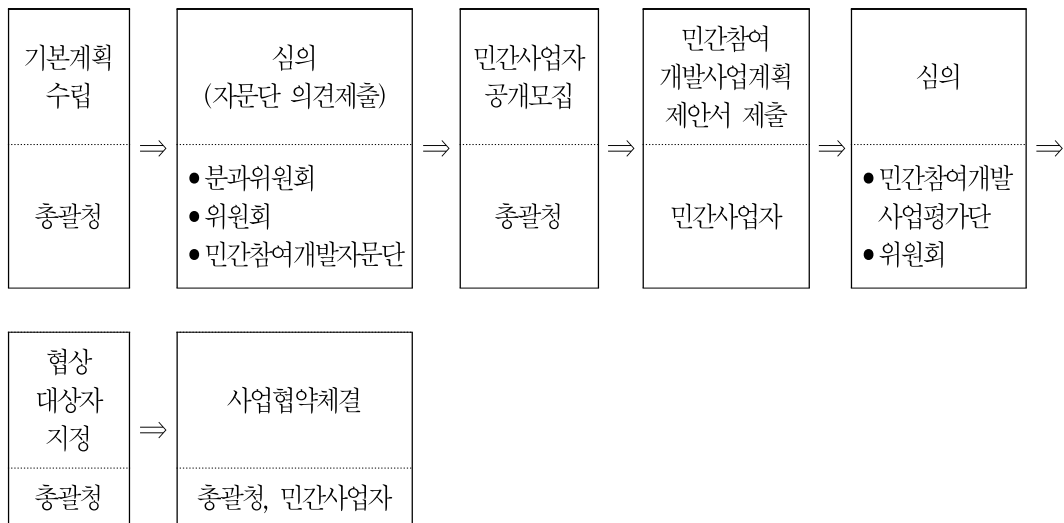 기본계획
수립
총괄청
⇒
심의
(자문단 의견제출)
● 분과위원회
● 위원회
● 민간참여개발자문단
⇒
민간사업자
공개모집
총괄청
⇒
민간참여
개발사업계획
제안서 제출
민간사업자
⇒
심의
● 민간참여개발
사업평가단
● 위원회
⇒
협상
대상자
지정
총괄청
⇒
사업협약체결
총괄청, 민간사업자